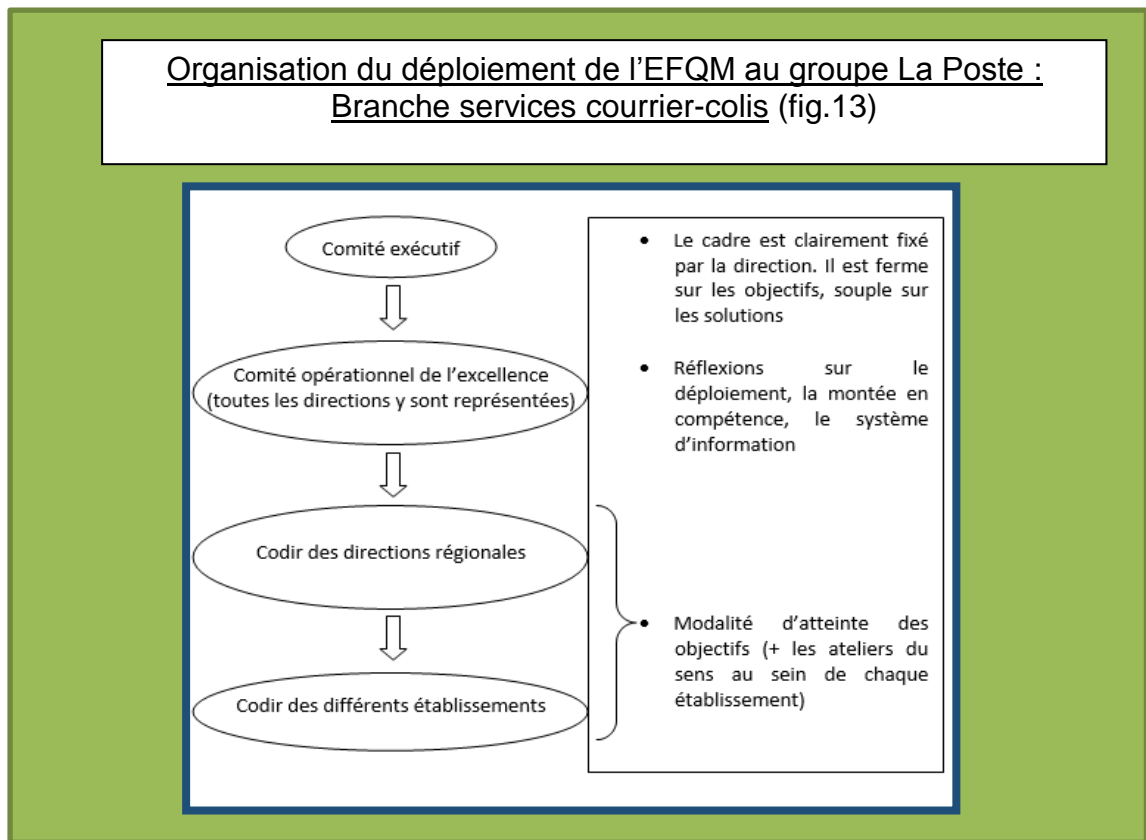 Organisation du déploiement de l’EFQM au groupe La Poste :
Branche services courrier-colis (fig.13)
Comité exécutif
Comité opérationnel de l’excellence
(toutes les directions y sont représentées)
Codir des directions régionales
Codir des différents établissements
• Le cadre est clairement fixé
par la direction. Il est ferme
sur les objectifs, souple sur
les solutions
• Réflexions sur le
déploiement, la montée en
compétence, le système
d’information
• Modalité d’atteinte des
objectifs (+ les ateliers du
sens au sein de chaque
établissement)